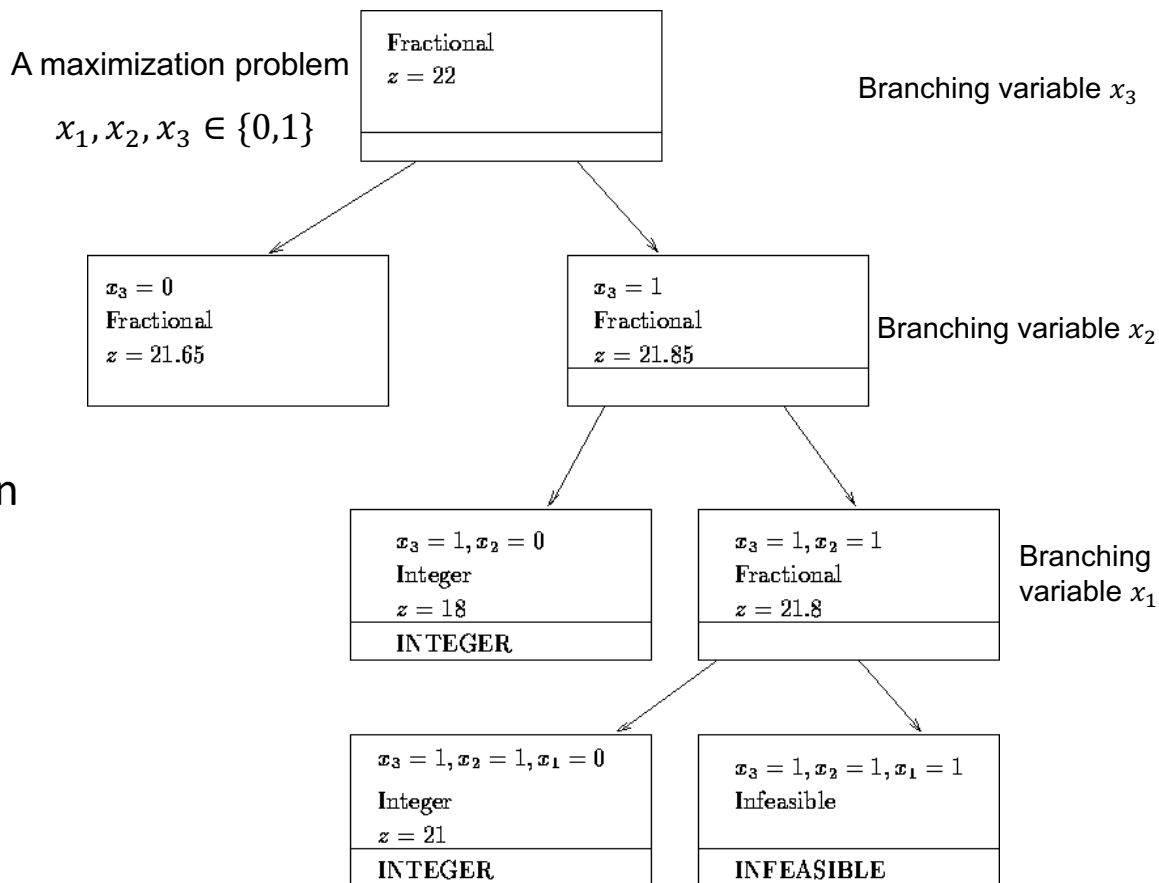 A maximization problem
x₁, x₂, x₃ ∈ {0,1}
Fractional
z = 22
Branching variable x₃
x₃ = 0
Fractional
z = 21.65
x₃ = 1
Fractional
z = 21.85
Branching variable x₂
n
x₃ = 1, x₂ = 0
Integer
z = 18
INTEGER
x₃ = 1, x₂ = 1
Fractional
z = 21.8
Branching
variable x₁
x₃ = 1, x₂ = 1, x₁ = 0
Integer
z = 21
INTEGER
x₃ = 1, x₂ = 1, x₁ = 1
Infeasible
INFEASIBLE